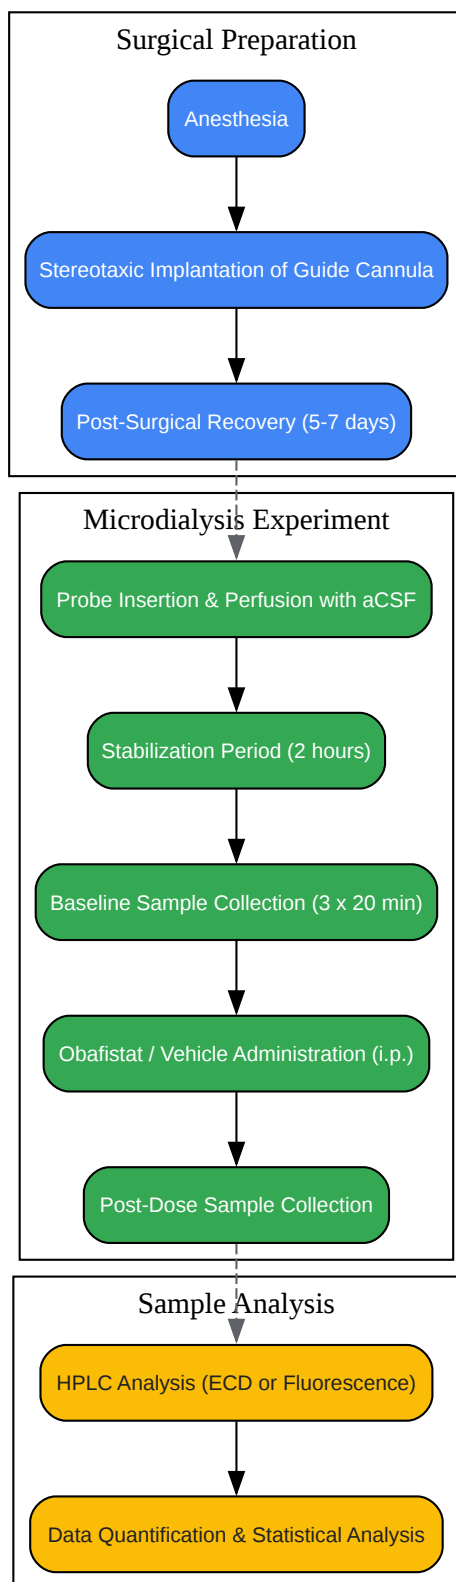 Surgical Preparation
Anesthesia
Stereotaxic Implantation of Guide Cannula
Post-Surgical Recovery (5-7 days)
Microdialysis Experiment
Probe Insertion & Perfusion with aCSF
Stabilization Period (2 hours)
Baseline Sample Collection (3 x 20 min)
Obafistat / Vehicle Administration (i.p.)
Post-Dose Sample Collection
Sample Analysis
HPLC Analysis (ECD or Fluorescence)
Data Quantification & Statistical Analysis